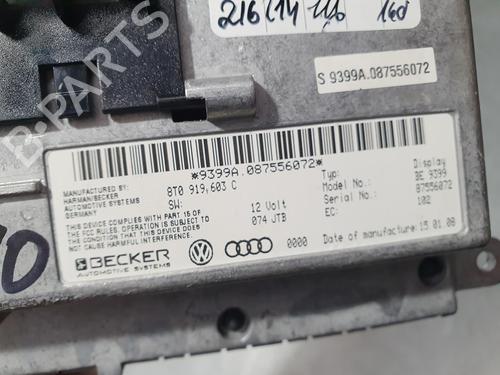 216 C14 116 160
S 9399A.087556072
B-PARTS
*9399A.087556072*
MANUFACTURED BY:
HARMAN/BECKER
AUTOMOTIVE SYSTEMS
GERMANY
8T0 919.603 C
SW:
Typ: Display
BE 9399
Model No.: 87556072
Serial No.:
EC: 102
THIS DEVICE COMPLIES WITH PART 15 OF
THE FCC RULES. OPERATION IS SUBJECT TO
THE CONDITION THAT THIS DEVICE DOES
NOT CAUSE HARMFUL INTERFERENCE.
12 Volt
074 JTB
BECKER
AUTOMOTIVE SYSTEMS
0000
Date of manufacture: 15.01.08